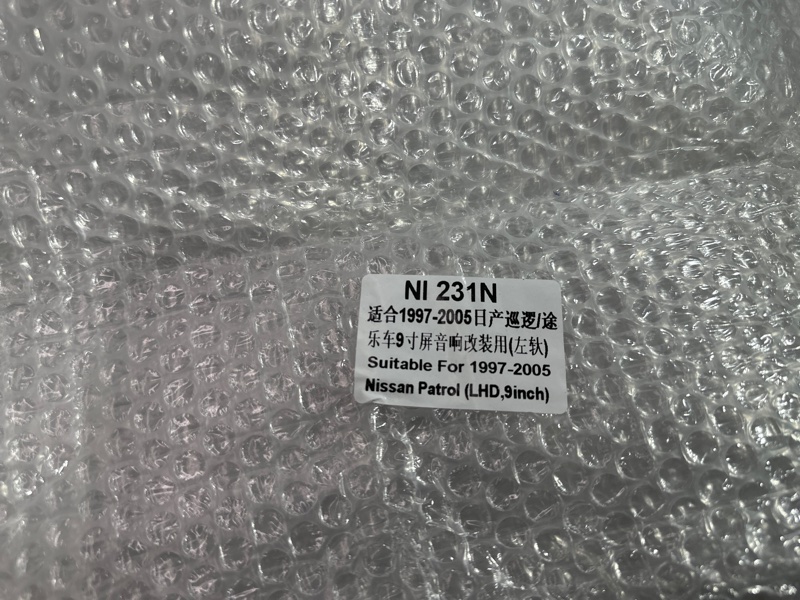 NI 231N
适合1997-2005日产巡逻/途
乐车9寸屏音响改装用(左轪)
Suitable For 1997-2005
Nissan Patrol (LHD,9inch)